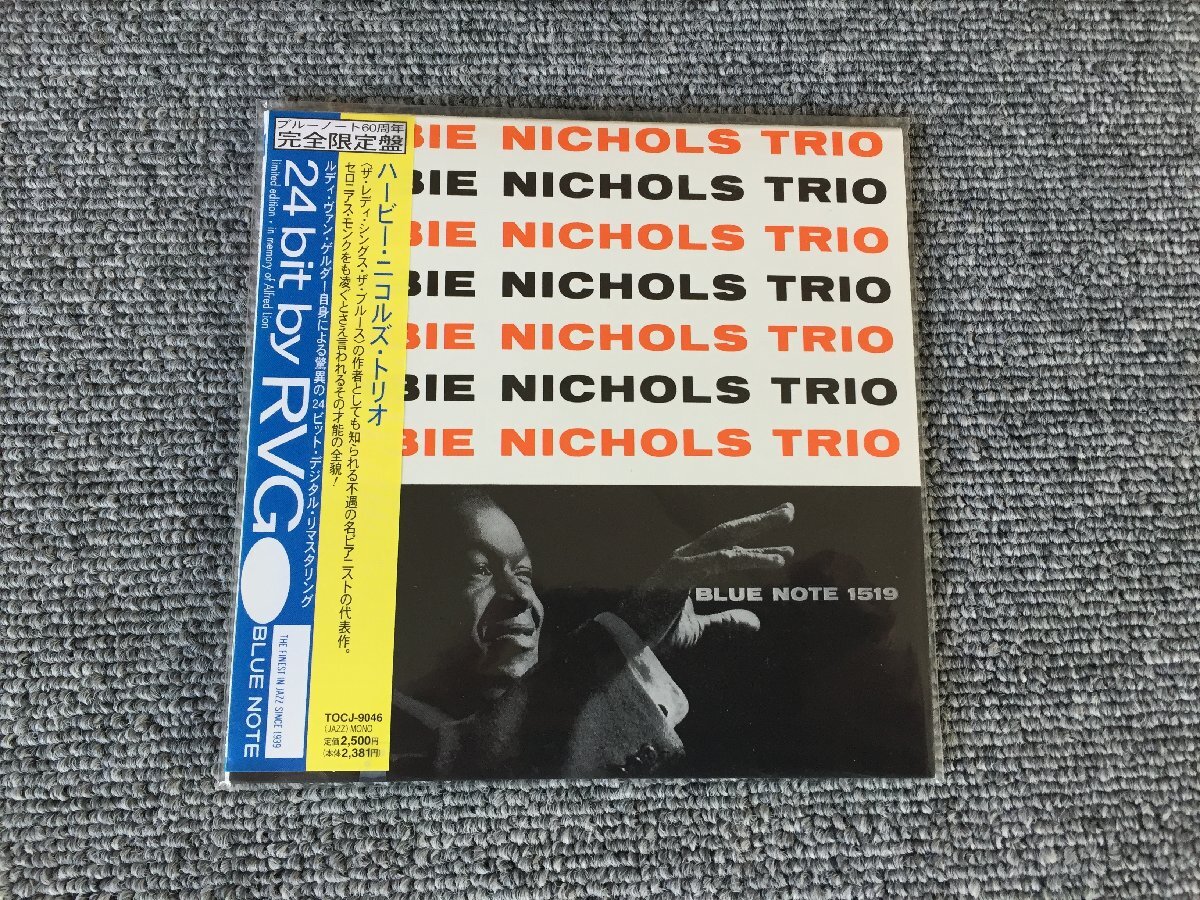 ブルーノート60周年
完全限定盤
24 bit by RVG
limited edition・in memory of Alfred Lion
ルディ・ヴァン・ゲルダー自身による驚異の24ビット・デジタル・リマスタリング
BLUE NOTE
THE FINEST IN JAZZ SINCE 1939
ハービー・ニコルズ・トリオ
〈ザ・レディ・シングス・ザ・ブルース〉の作者としても知られる不遇の名ピアニストの代表作。
セロニアス・モンクをも凌ぐとさえ言われるその才能の全貌！
TOCJ-9046
(JAZZ) MONO
定価2,500円
(本体2,381円)
BIE NICHOLS TRIO
BIE NICHOLS TRIO
BIE NICHOLS TRIO
BIE NICHOLS TRIO
BIE NICHOLS TRIO
BIE NICHOLS TRIO
BIE NICHOLS TRIO
BLUE NOTE 1519